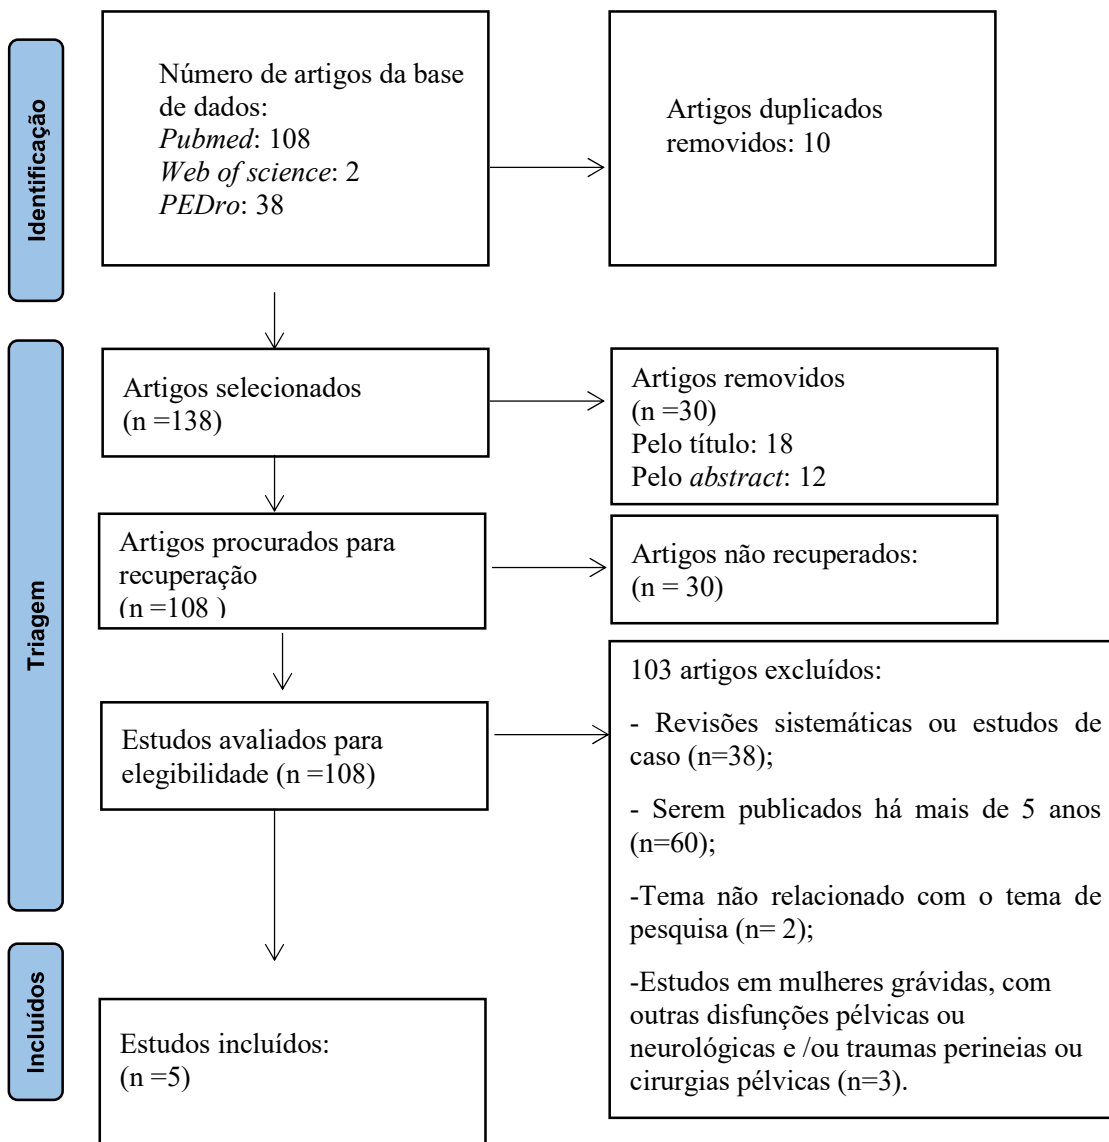 Identificação
Número de artigos da base
de dados:
Pubmed: 108
Web of science: 2
PEDro: 38
Artigos duplicados
removidos: 10
Triagem
Artigos selecionados
(n =138)
Artigos removidos
(n =30)
Pelo título: 18
Pelo abstract: 12
Artigos procurados para
recuperação
(n =108 )
Artigos não recuperados:
(n = 30)
Estudos avaliados para
elegibilidade (n =108)
103 artigos excluídos:
- Revisões sistemáticas ou estudos de
caso (n=38);
- Serem publicados há mais de 5 anos
(n=60);
-Tema não relacionado com o tema de
pesquisa (n= 2);
-Estudos em mulheres grávidas, com
outras disfunções pélvicas ou
neurológicas e /ou traumas perineias ou
cirurgias pélvicas (n=3).
Incluídos
Estudos incluídos:
(n =5)